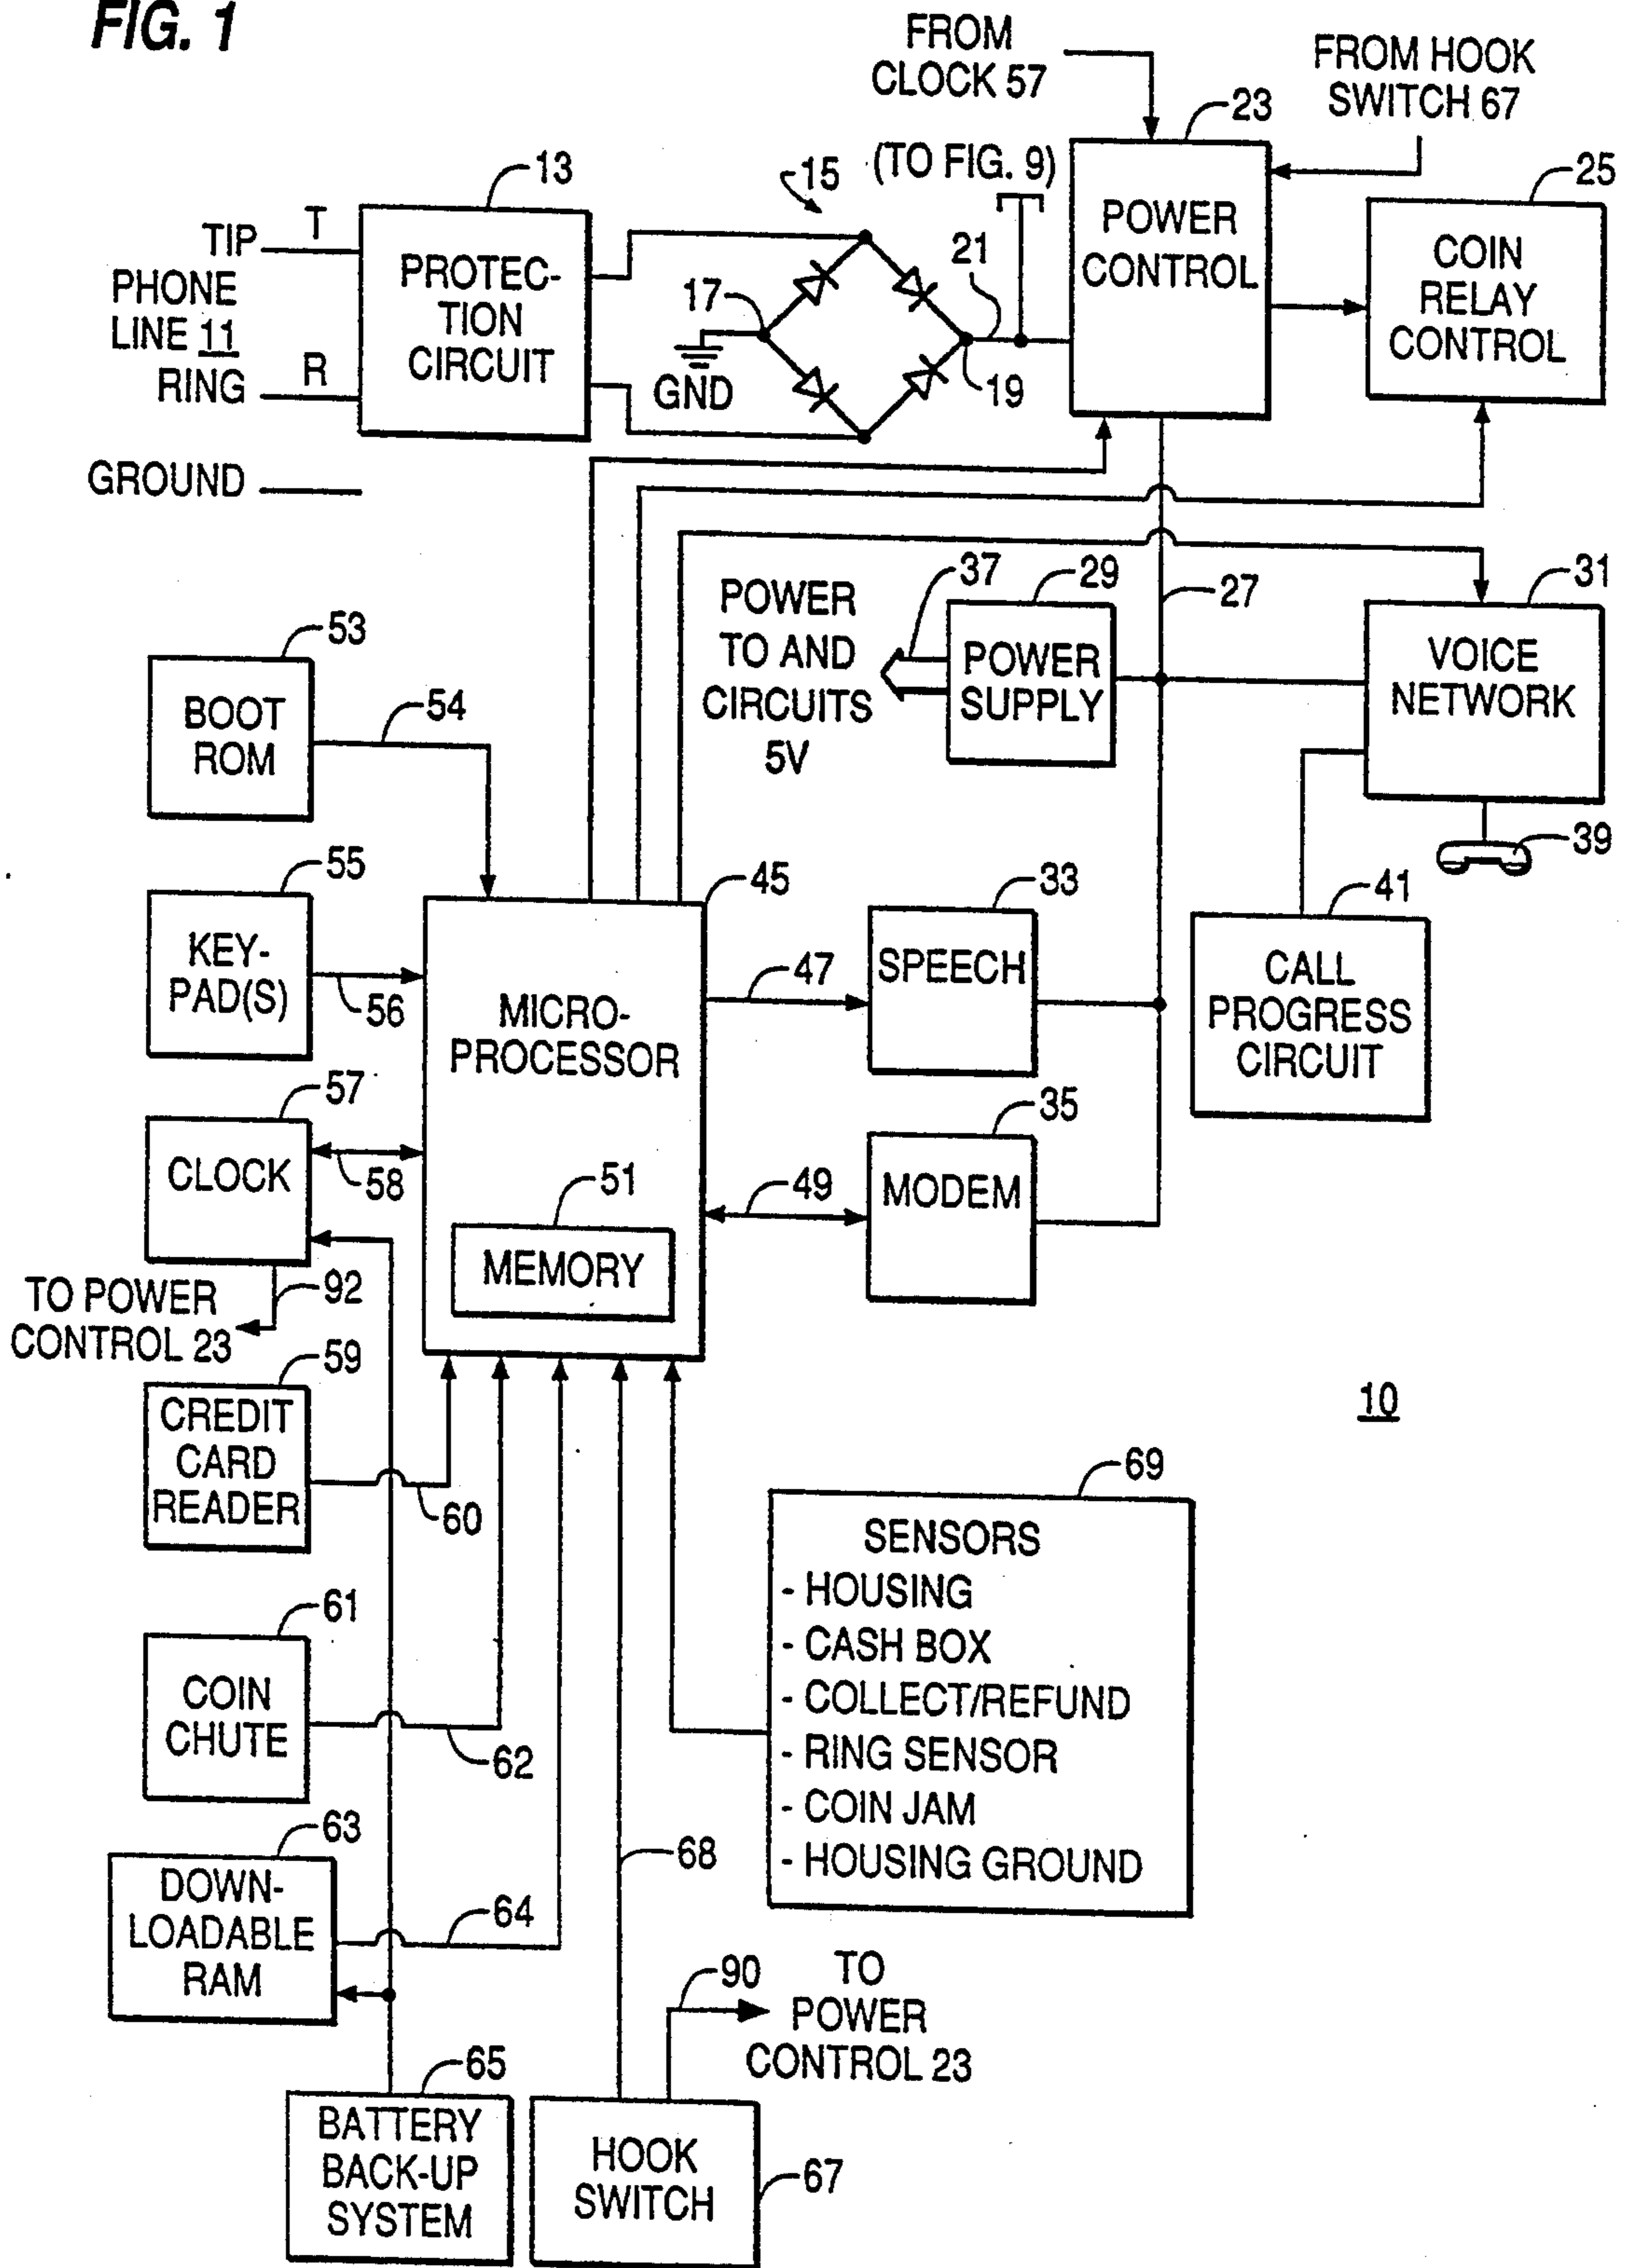 FIG. 1
FROM
CLOCK 57
FROM HOOK
SWITCH 67
23
(TO FIG. 9)
15
13
25
TIP
T
PHONE
LINE 11
RING
R
GROUND
PROTEC-
TION
CIRCUIT
17
GND
21
19
POWER
CONTROL
COIN
RELAY
CONTROL
37
29
27
31
POWER
TO AND
CIRCUITS
5V
POWER
SUPPLY
VOICE
NETWORK
39
53
BOOT
ROM
54
55
KEY-
PAD(S)
56
45
MICRO-
PROCESSOR
47
33
SPEECH
41
CALL
PROGRESS
CIRCUIT
57
CLOCK
58
51
MEMORY
49
35
MODEM
92
TO POWER
CONTROL 23
59
CREDIT
CARD
READER
60
10
69
SENSORS
- HOUSING
- CASH BOX
- COLLECT/REFUND
- RING SENSOR
- COIN JAM
- HOUSING GROUND
61
COIN
CHUTE
62
63
DOWN-
LOADABLE
RAM
64
68
90
TO
POWER
CONTROL 23
65
BATTERY
BACK-UP
SYSTEM
HOOK
SWITCH
67